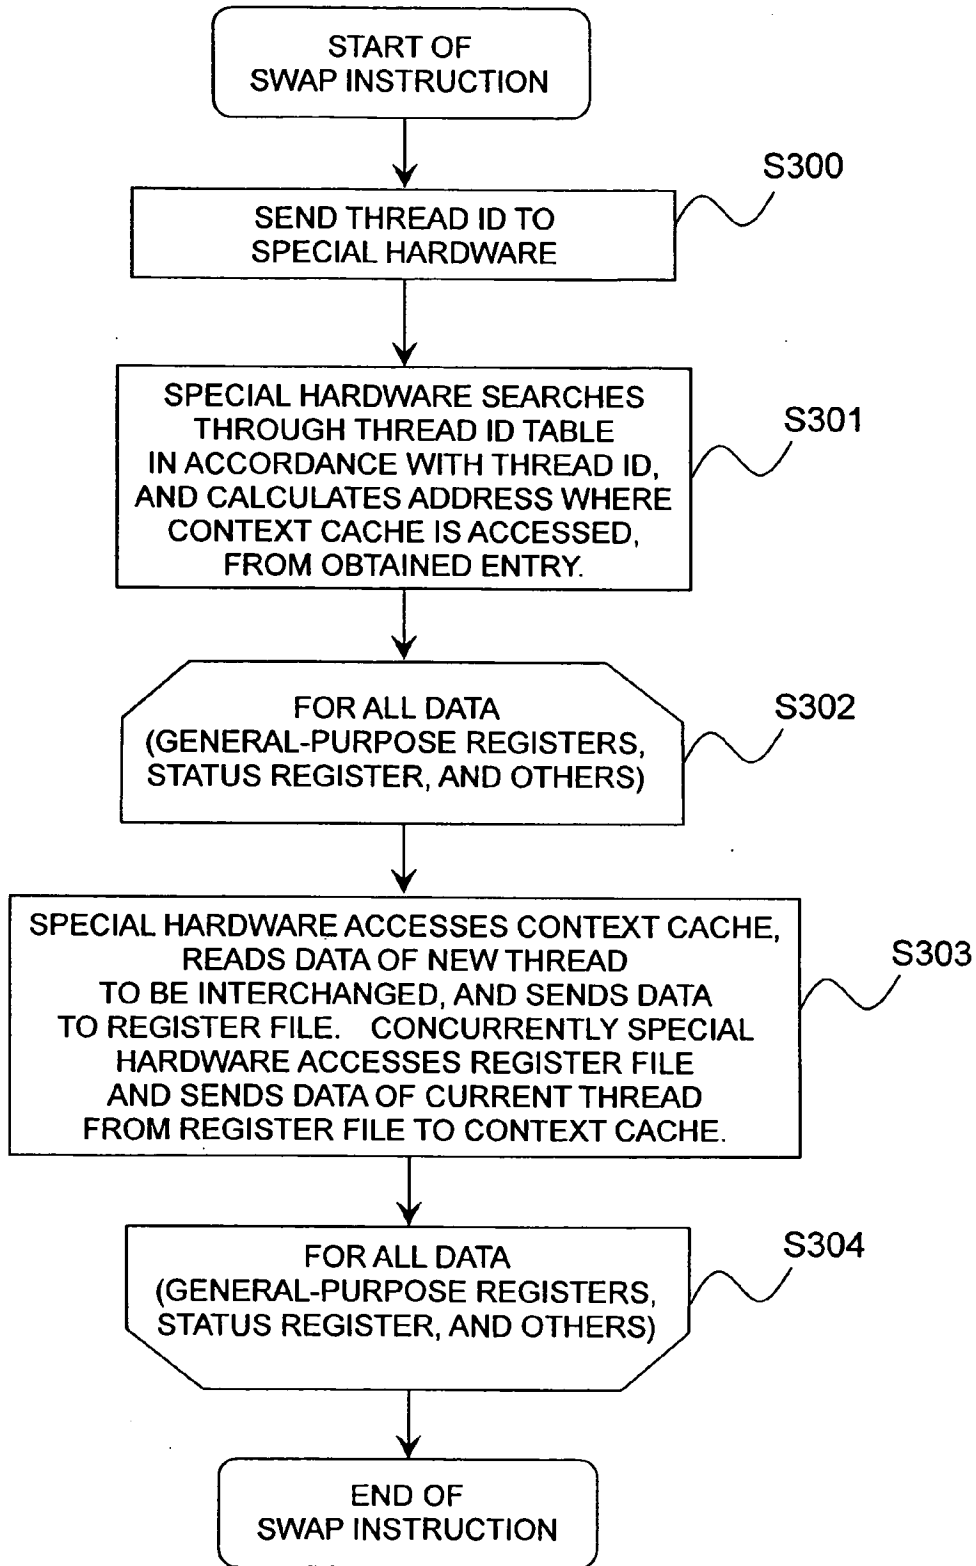 START OF
SWAP INSTRUCTION
S300
SEND THREAD ID TO
SPECIAL HARDWARE
S301
SPECIAL HARDWARE SEARCHES
THROUGH THREAD ID TABLE
IN ACCORDANCE WITH THREAD ID,
AND CALCULATES ADDRESS WHERE
CONTEXT CACHE IS ACCESSED,
FROM OBTAINED ENTRY.
S302
FOR ALL DATA
(GENERAL-PURPOSE REGISTERS,
STATUS REGISTER, AND OTHERS)
S303
SPECIAL HARDWARE ACCESSES CONTEXT CACHE,
READS DATA OF NEW THREAD
TO BE INTERCHANGED, AND SENDS DATA
TO REGISTER FILE. CONCURRENTLY SPECIAL
HARDWARE ACCESSES REGISTER FILE
AND SENDS DATA OF CURRENT THREAD
FROM REGISTER FILE TO CONTEXT CACHE.
S304
FOR ALL DATA
(GENERAL-PURPOSE REGISTERS,
STATUS REGISTER, AND OTHERS)
END OF
SWAP INSTRUCTION